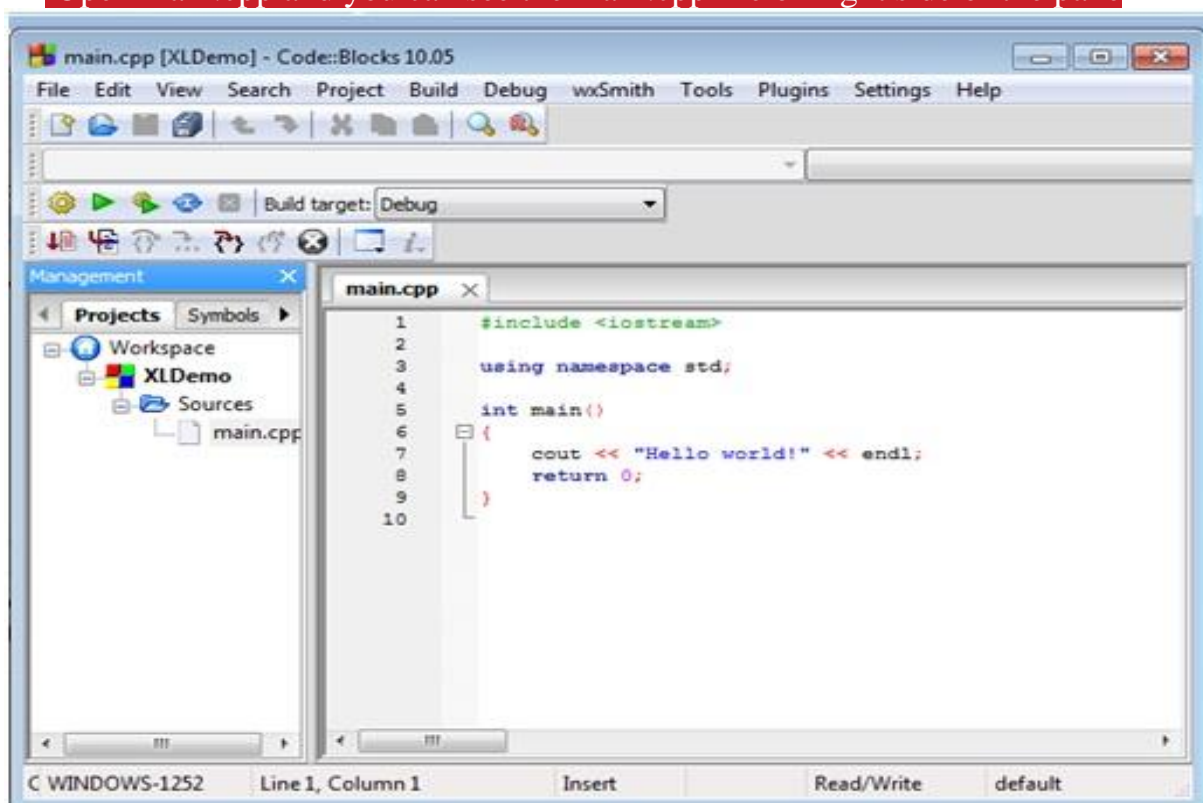 main.cpp [XLDemo] - Code::Blocks 10.05
File Edit View Search Project Build Debug wxSmith Tools Plugins Settings Help
Build target: Debug
Management
main.cpp
Projects Symbols
Workspace
XLDemo
Sources
main.cpp
1 #include <iostream>
2
3 using namespace std;
4
5 int main()
6 {
7 cout << "Hello world!" << endl;
8 return 0;
9 }
10
C WINDOWS-1252 Line 1, Column 1 Insert Read/Write default